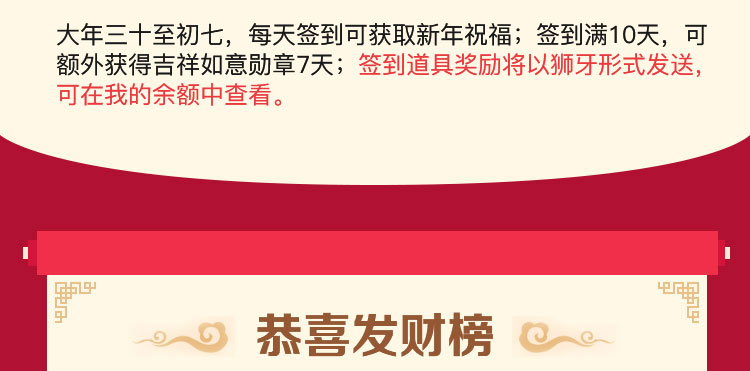 大年三十至初七，每天签到可获取新年祝福；签到满10天，可
额外获得吉祥如意勋章7天；签到道具奖励将以狮牙形式发送，
可在我的余额中查看。
恭喜发财榜